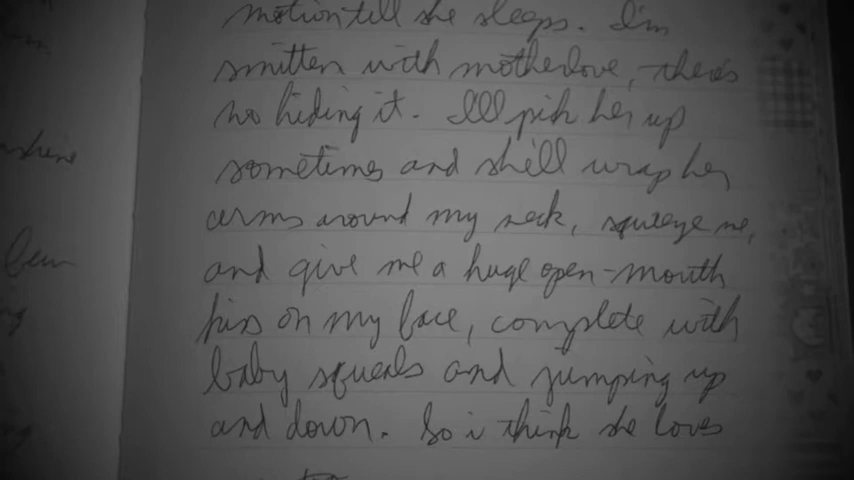 motion till she sleeps. I'm
smitten with motherlove, there's
no hiding it. I'll pick her up
sometimes and she'll wrap her
arms around my neck, squeeze me,
and give me a huge open-mouth
kiss on my face, complete with
baby squeals and jumping up
and down. So i think she loves